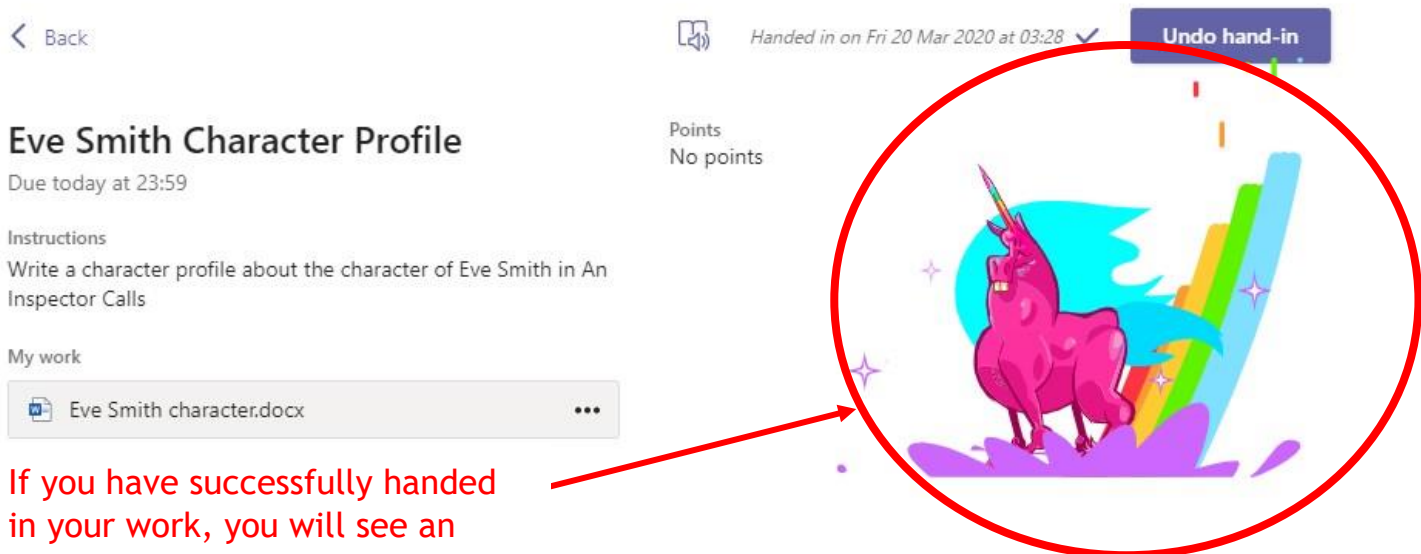 Back
Handed in on Fri 20 Mar 2020 at 03:28
Undo hand-in
Eve Smith Character Profile
Due today at 23:59
Points
No points
Instructions
Write a character profile about the character of Eve Smith in An
Inspector Calls
My work
Eve Smith character.docx
If you have successfully handed
in your work, you will see an